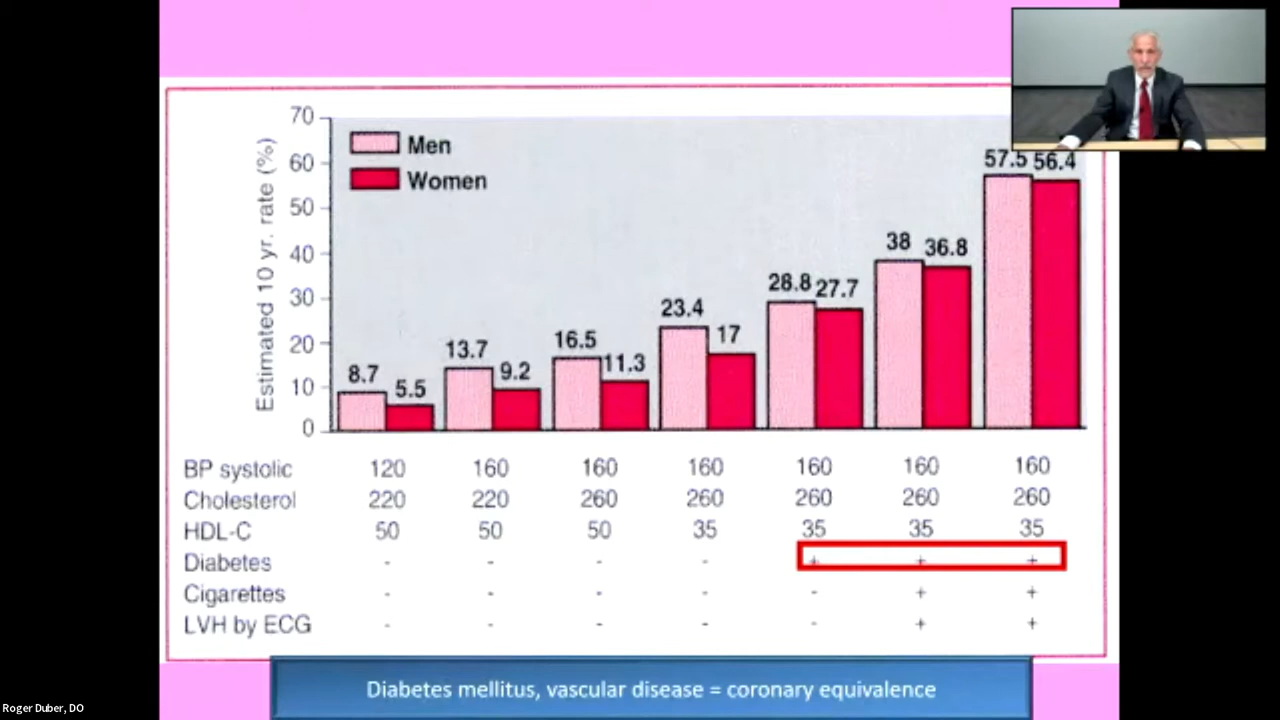 70
60
50
40
30
20
10
0
Estimated 10 yr. rate (%)
Men
Women
8.7 5.5 13.7 9.2 16.5 11.3 23.4 17 28.8 27.7 38 36.8 57.5 56.4
BP systolic 120 160 160 160 160 160 160
Cholesterol 220 220 260 260 260 260 260
HDL-C 50 50 50 35 35 35 35
Diabetes - - - - + + +
Cigarettes - - - - - + +
LVH by ECG - - - - - + +
Diabetes mellitus, vascular disease = coronary equivalence
Roger Duber, DO